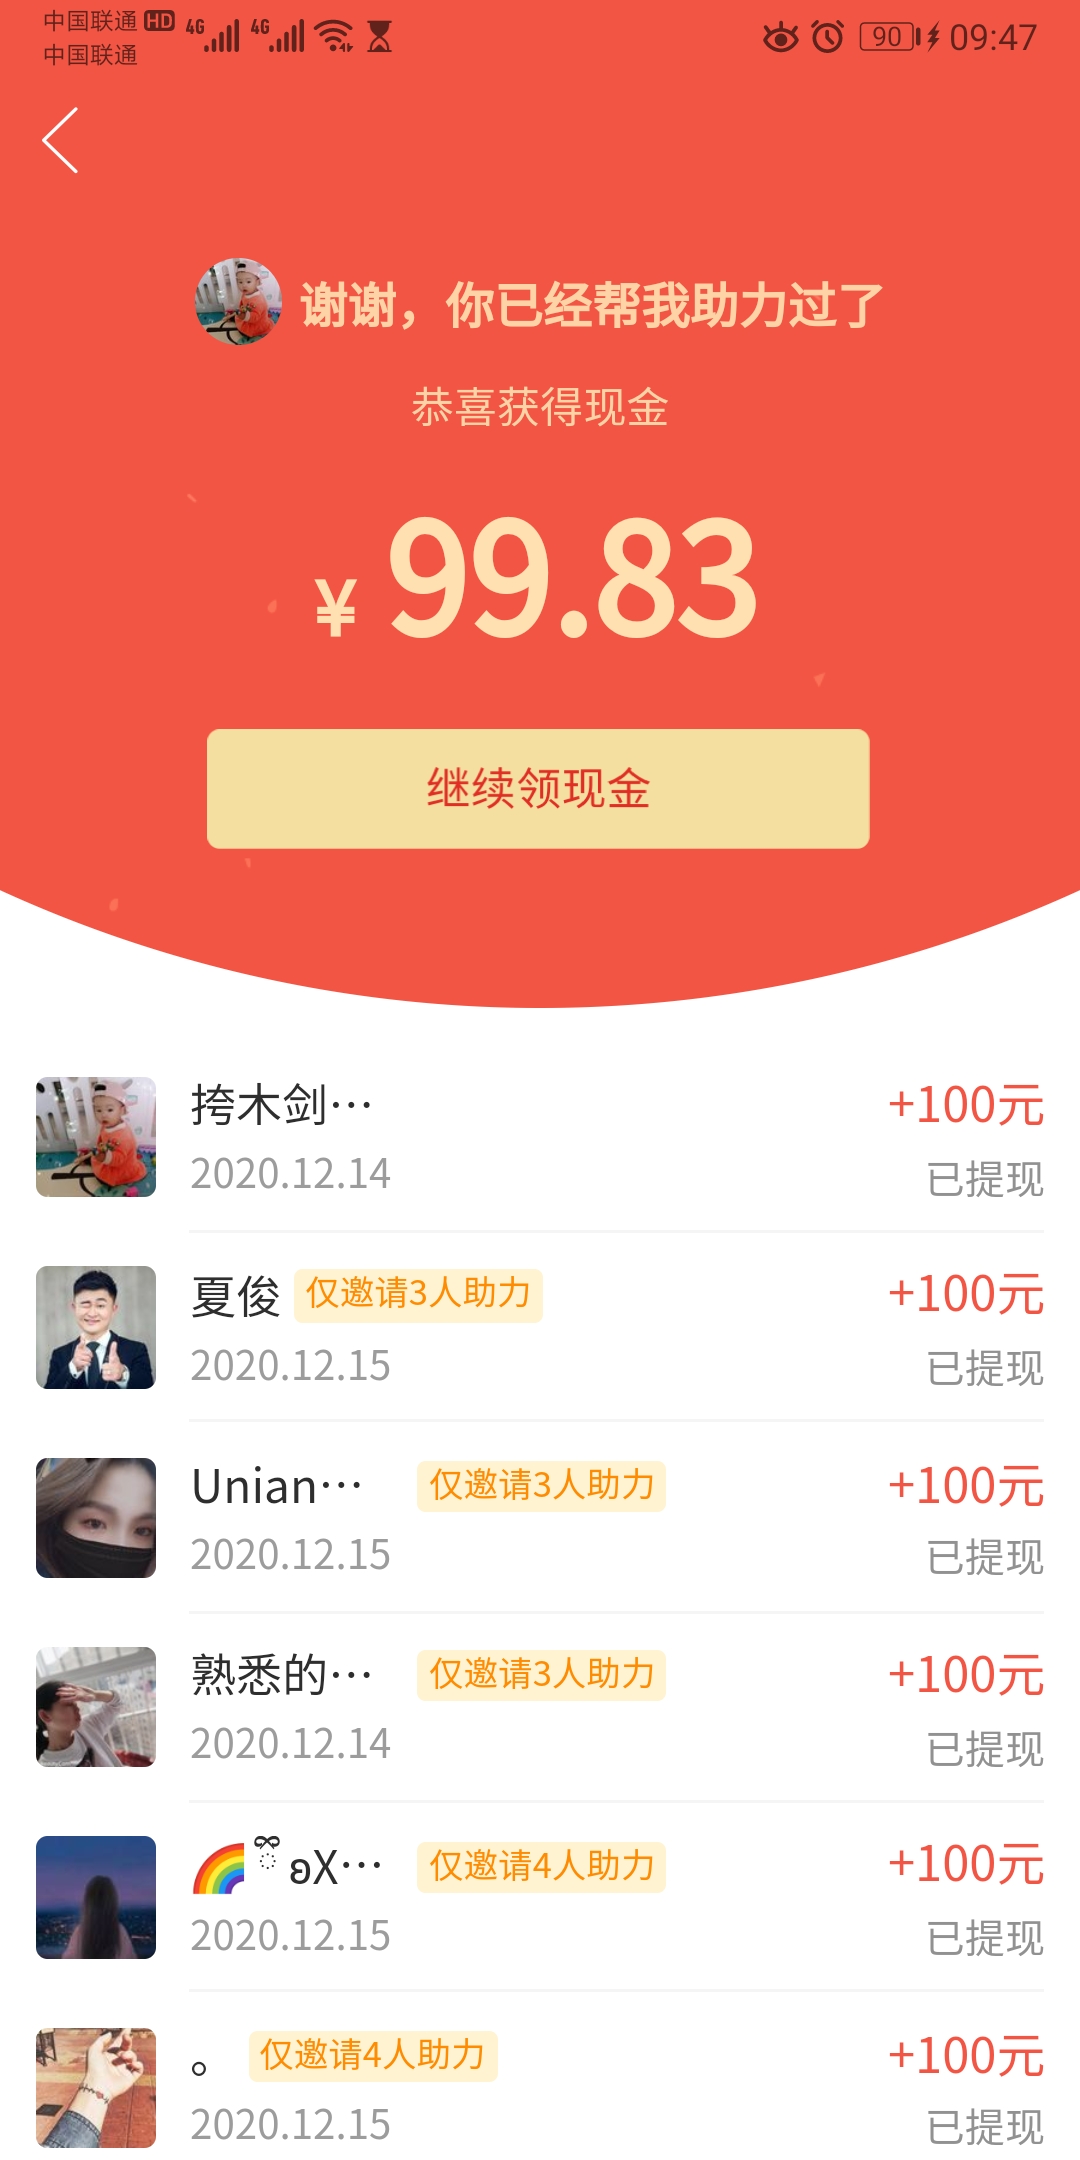 中国联通 HD 4G 4G 90 09:47
中国联通
谢谢，你已经帮我助力过了
恭喜获得现金
¥ 99.83
继续领现金
挎木剑… +100元
2020.12.14 已提现
夏俊 仅邀请3人助力 +100元
2020.12.15 已提现
Unian… 仅邀请3人助力 +100元
2020.12.15 已提现
熟悉的… 仅邀请3人助力 +100元
2020.12.14 已提现
🌈 ʚX… 仅邀请4人助力 +100元
2020.12.15 已提现
。 仅邀请4人助力 +100元
2020.12.15 已提现